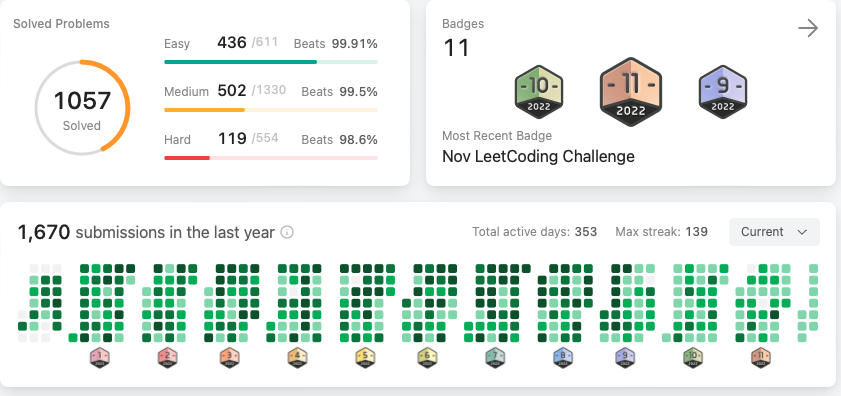 Solved Problems
1057
Solved
Easy 436 /611 Beats 99.91%
Medium 502 /1330 Beats 99.5%
Hard 119 /554 Beats 98.6%
Badges
11
-10- 2022
-11- 2022
-9- 2022
Most Recent Badge
Nov LeetCoding Challenge
1,670 submissions in the last year
Total active days: 353 Max streak: 139 Current
1 2 3 4 5 6 7 8 9 10 11